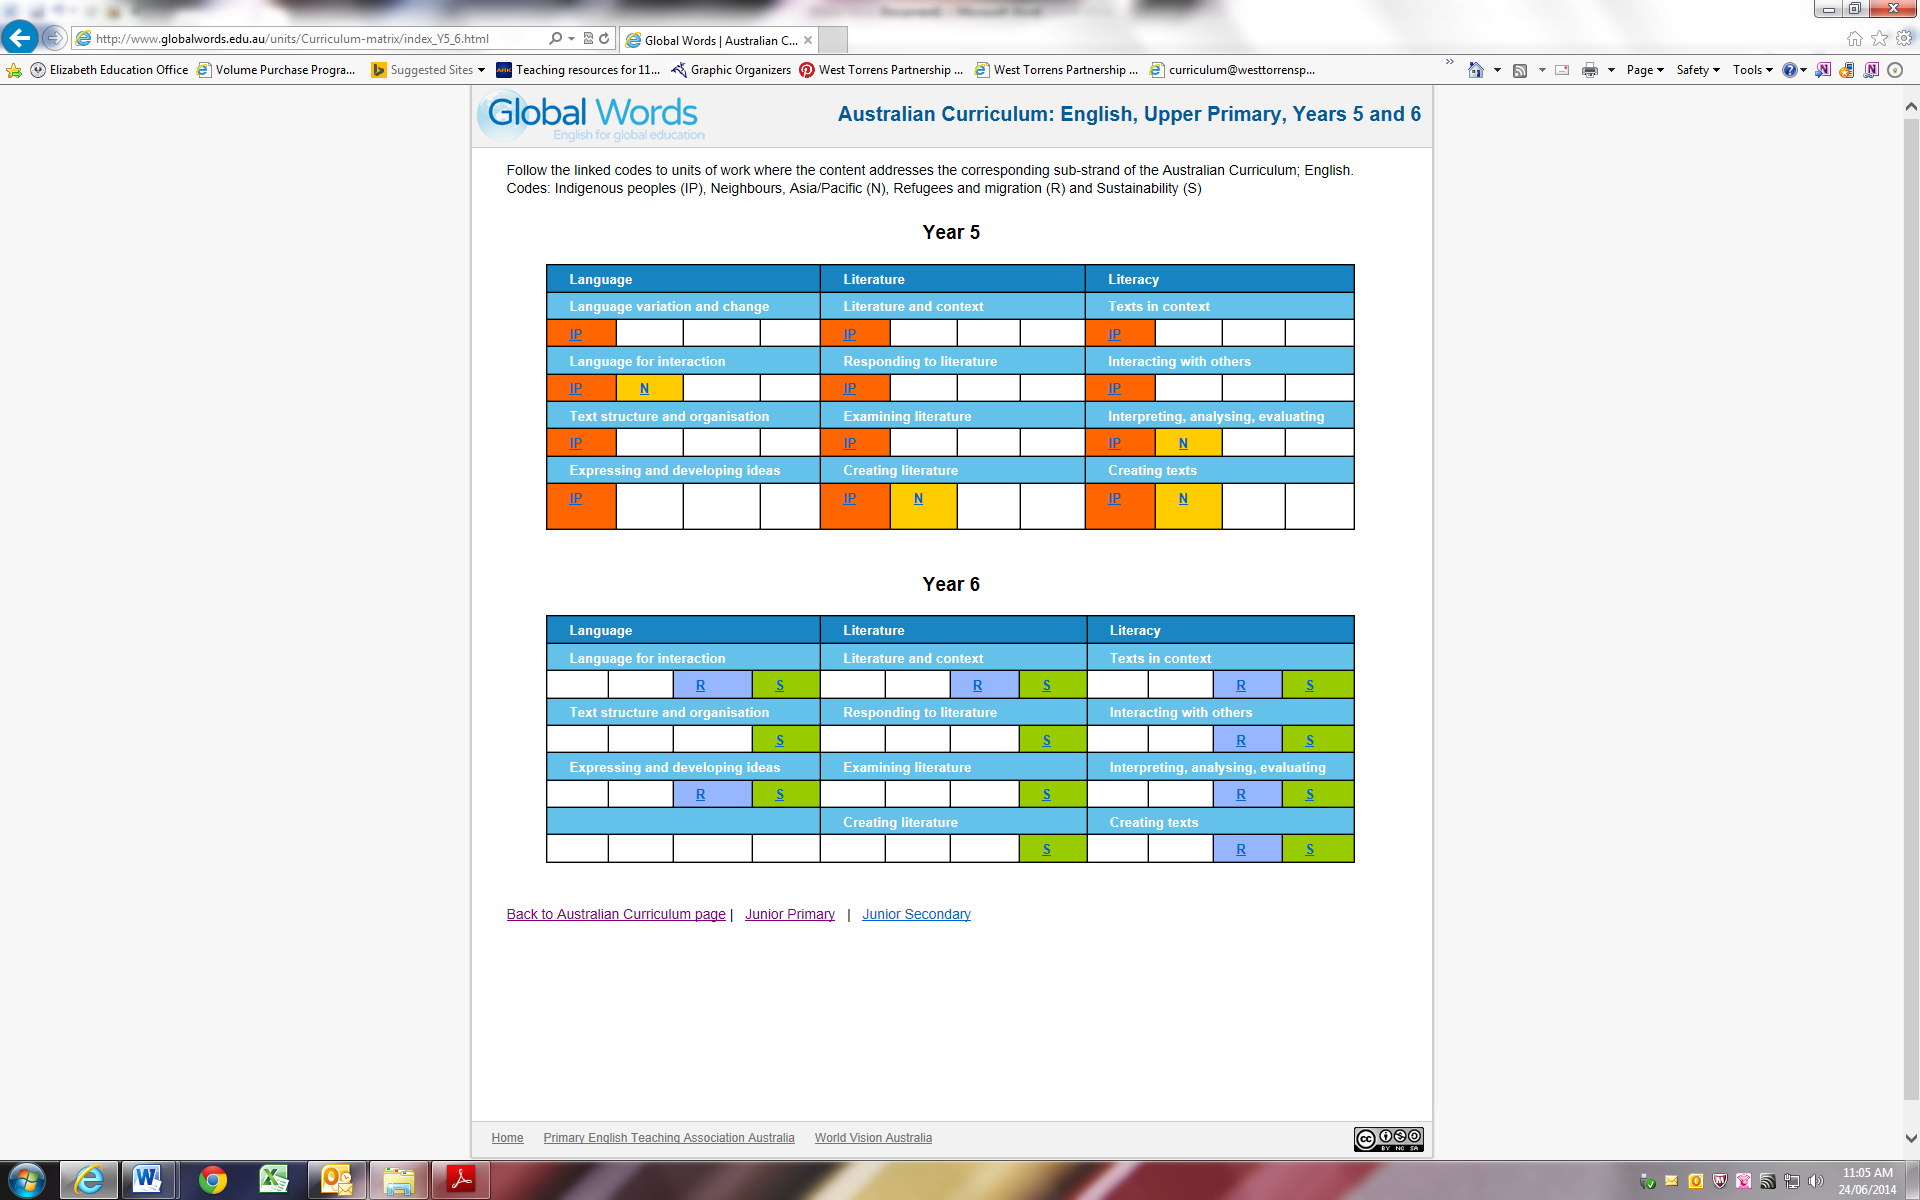 http://www.globalwords.edu.au/units/Curriculum-matrix/index_Y5_6.html
Global Words | Australian C...
Elizabeth Education Office Volume Purchase Progra... Suggested Sites Teaching resources for 11... Graphic Organizers West Torrens Partnership ... West Torrens Partnership ... curriculum@westtorrensp... Page Safety Tools
Global Words
English for global education
Australian Curriculum: English, Upper Primary, Years 5 and 6
Follow the linked codes to units of work where the content addresses the corresponding sub-strand of the Australian Curriculum; English.
Codes: Indigenous peoples (IP), Neighbours, Asia/Pacific (N), Refugees and migration (R) and Sustainability (S)
Year 5
Language Literature Literacy
Language variation and change Literature and context Texts in context
IP IP IP
Language for interaction Responding to literature Interacting with others
IP N IP IP
Text structure and organisation Examining literature Interpreting, analysing, evaluating
IP IP IP N
Expressing and developing ideas Creating literature Creating texts
IP IP N IP N
Year 6
Language Literature Literacy
Language for interaction Literature and context Texts in context
R S R S R S
Text structure and organisation Responding to literature Interacting with others
S S R S
Expressing and developing ideas Examining literature Interpreting, analysing, evaluating
R S S R S
Creating literature Creating texts
S R S
Back to Australian Curriculum page | Junior Primary | Junior Secondary
Home Primary English Teaching Association Australia World Vision Australia
cc BY NC SA
11:05 AM
24/06/2014